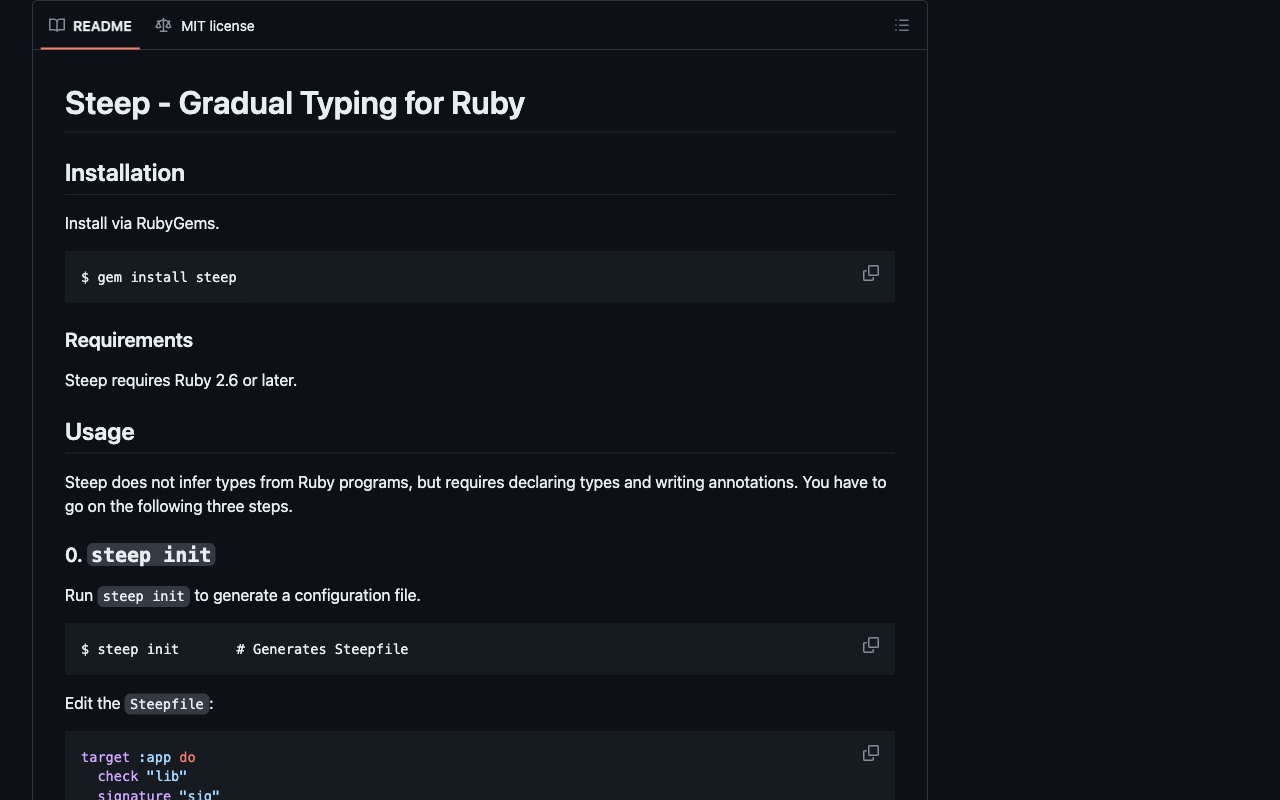 README
MIT license
Steep - Gradual Typing for Ruby
Installation
Install via RubyGems.
$ gem install steep
Requirements
Steep requires Ruby 2.6 or later.
Usage
Steep does not infer types from Ruby programs, but requires declaring types and writing annotations. You have to
go on the following three steps.
0. steep init
Run steep init to generate a configuration file.
$ steep init       # Generates Steepfile
Edit the Steepfile:
target :app do
  check "lib"
  signature "sig"